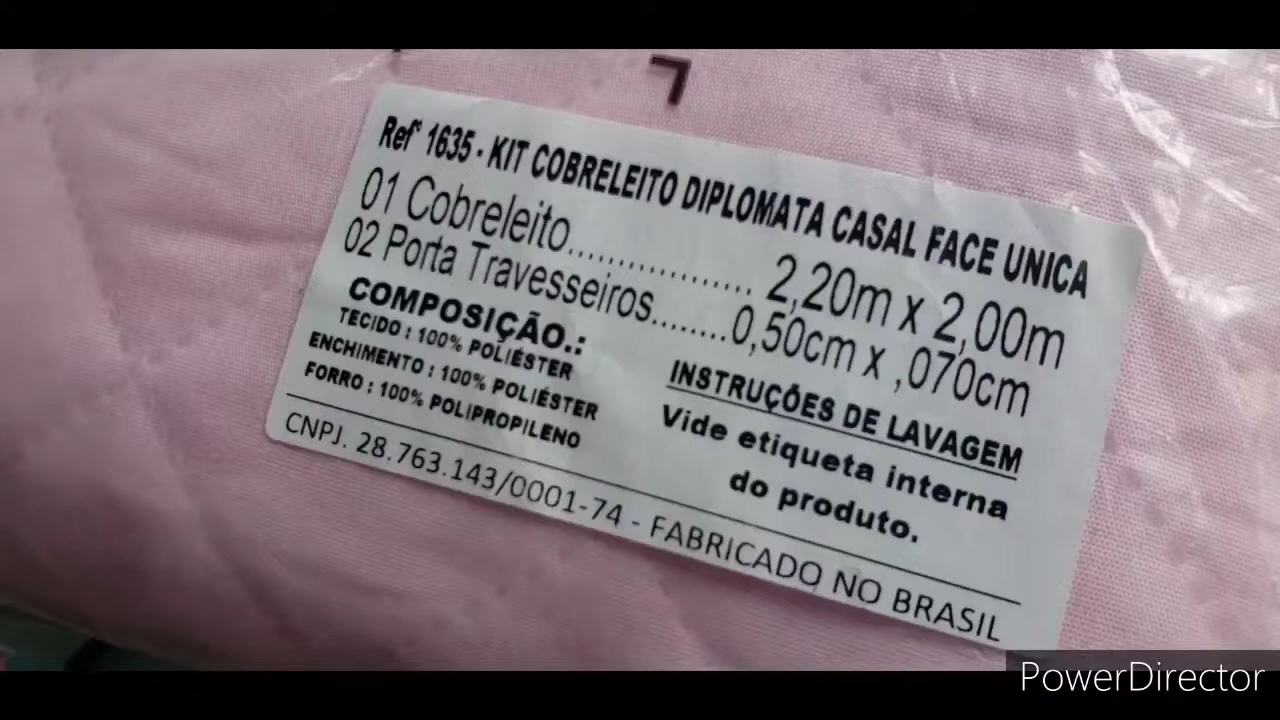 Refº 1635 - KIT COBRELEITO DIPLOMATA CASAL FACE UNICA
01 Cobreleito................... 2,20m x 2,00m
02 Porta Travesseiros........0,50cm x ,070cm
COMPOSIÇÃO.:
TECIDO : 100% POLIÉSTER
ENCHIMENTO : 100% POLIÉSTER
FORRO : 100% POLIPROPILENO
INSTRUÇÕES DE LAVAGEM
Vide etiqueta interna
do produto.
CNPJ. 28.763.143/0001-74 - FABRICADO NO BRASIL
PowerDirector